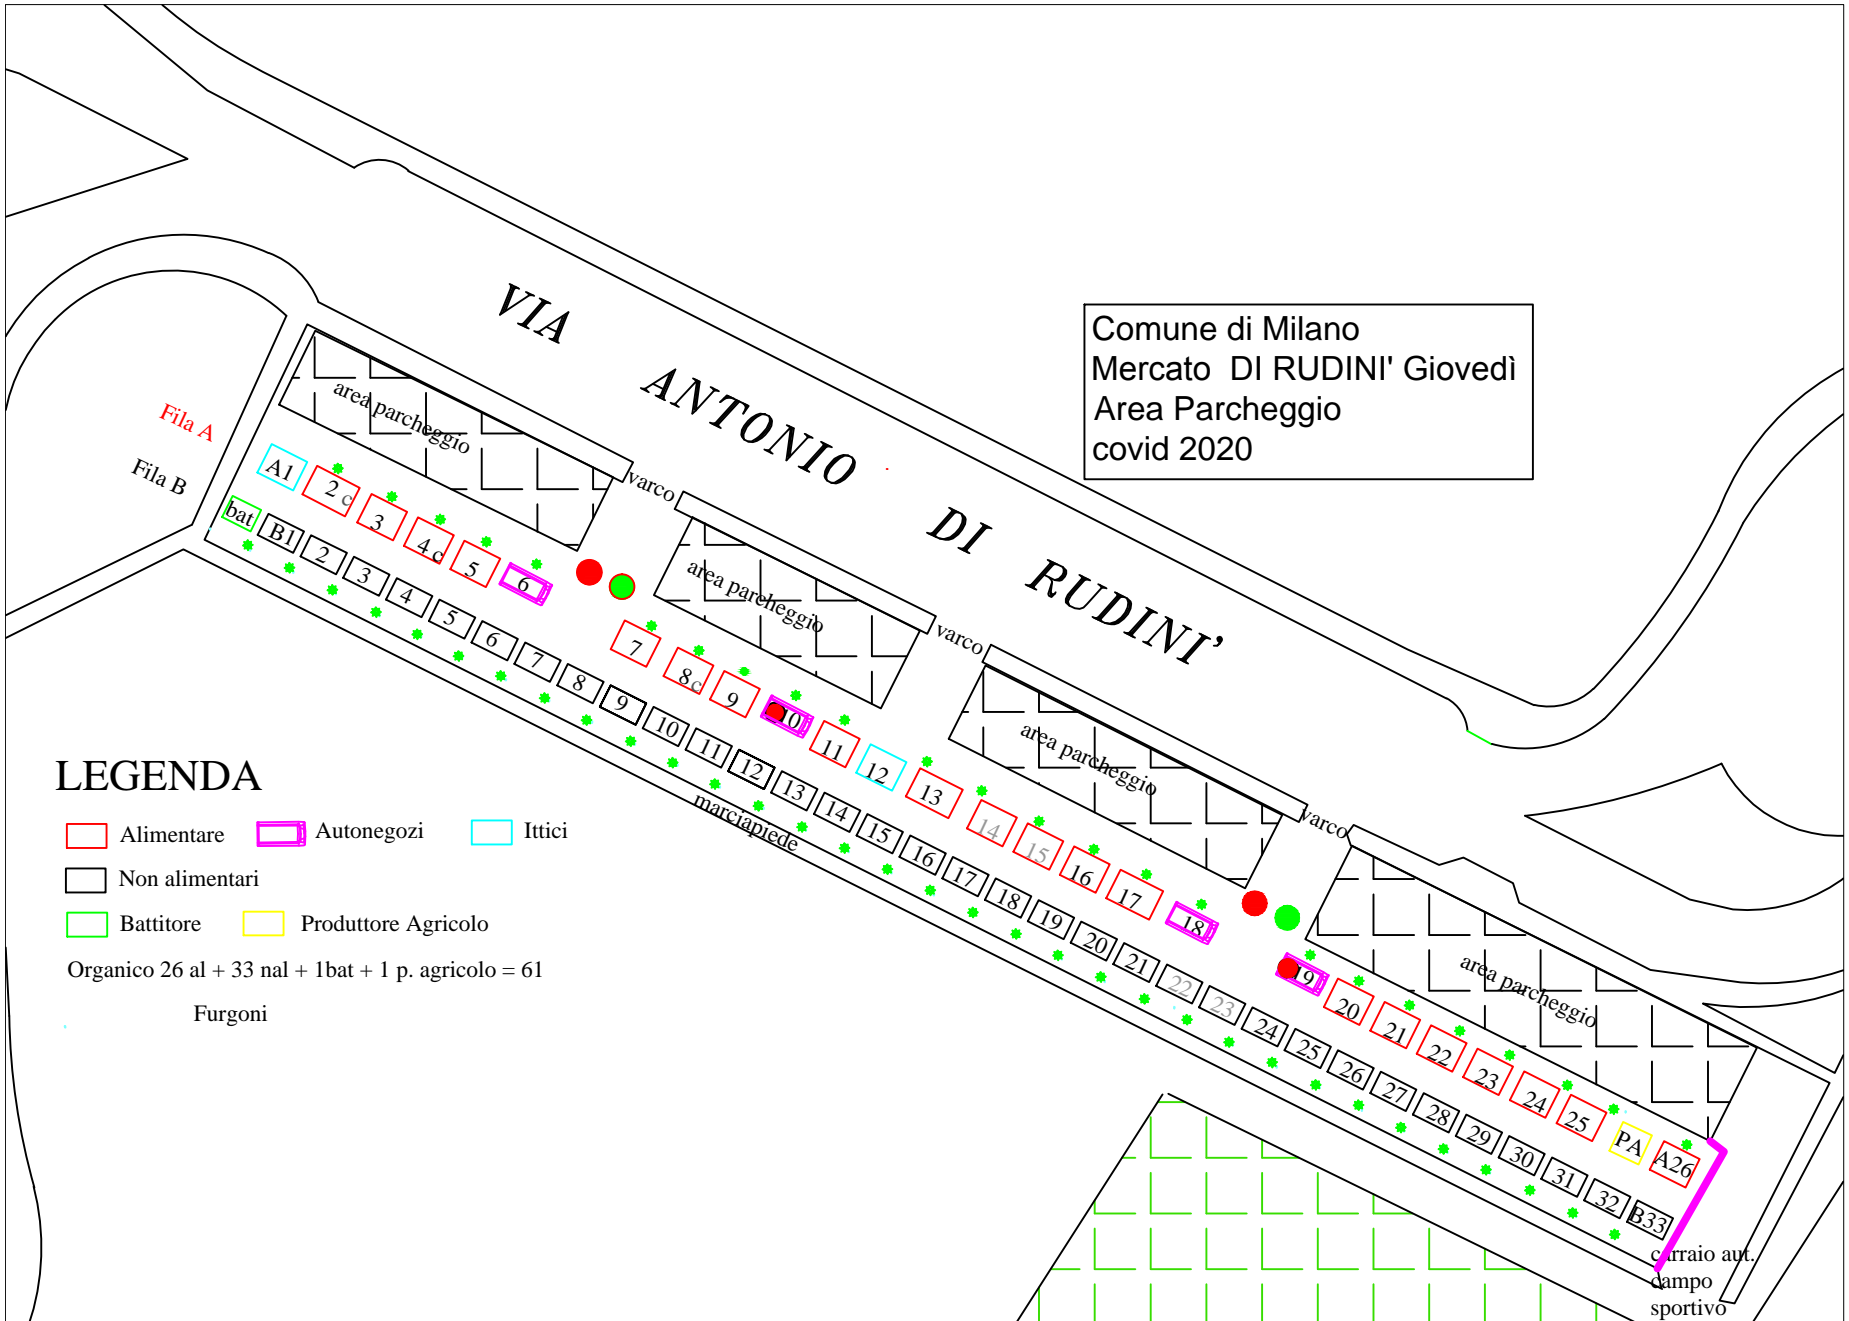 VIA ANTONIO DI RUDINI'
Comune di Milano
Mercato DI RUDINI' Giovedì
Area Parcheggio
covid 2020
area parcheggio
varco
area parcheggio
varco
area parcheggio
varco
area parcheggio
Fila A
A1 2 c 3 4 c 5 6 7 8 c 9 10 11 12 13 14 15 16 17 18 19 20 21 22 23 24 25 PA A26
Fila B
bat B1 2 3 4 5 6 7 8 9 10 11 12 13 14 15 16 17 18 19 20 21 22 23 24 25 26 27 28 29 30 31 32 B33
marciapiede
carraio aut.
campo
sportivo
LEGENDA
Alimentare Autonegozi Ittici
Non alimentari
Battitore Produttore Agricolo
Organico 26 al + 33 nal + 1bat + 1 p. agricolo = 61
Furgoni